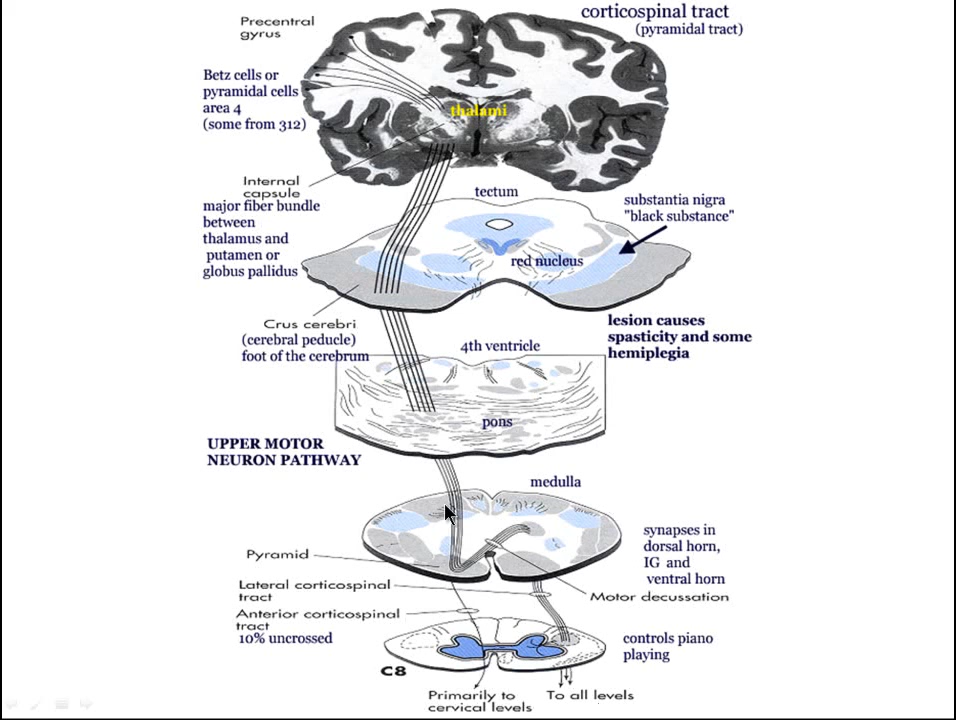 corticospinal tract
(pyramidal tract)
Precentral
gyrus
Betz cells or
pyramidal cells
area 4
(some from 312)
thalami
Internal
capsule
major fiber bundle
between
thalamus and
putamen or
globus pallidus
tectum
substantia nigra
"black substance"
red nucleus
Crus cerebri
(cerebral peducle)
foot of the cerebrum
lesion causes
spasticity and some
hemiplegia
4th ventricle
pons
UPPER MOTOR
NEURON PATHWAY
medulla
synapses in
dorsal horn,
IG and
ventral horn
Pyramid
Lateral corticospinal
tract
Motor decussation
Anterior corticospinal
tract
10% uncrossed
controls piano
playing
C8
Primarily to
cervical levels
To all levels